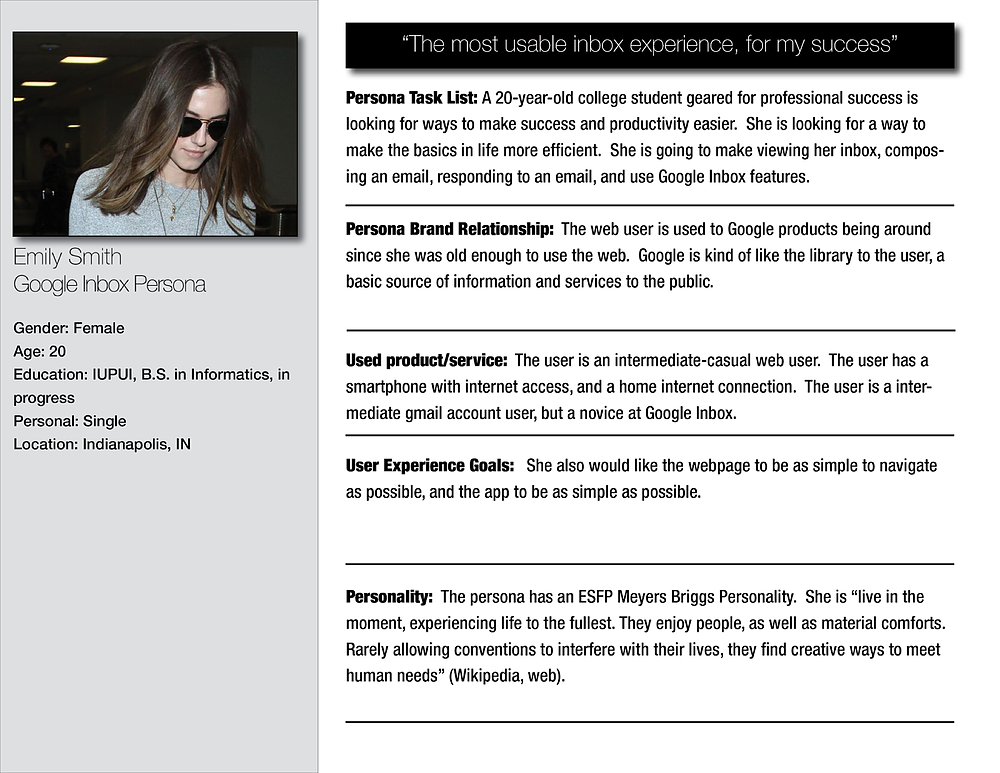 Emily Smith
Google Inbox Persona
Gender: Female
Age: 20
Education: IUPUI, B.S. in Informatics, in
progress
Personal: Single
Location: Indianapolis, IN
“The most usable inbox experience, for my success”
Persona Task List: A 20-year-old college student geared for professional success is
looking for ways to make success and productivity easier.  She is looking for a way to
make the basics in life more efficient.  She is going to make viewing her inbox, compos-
ing an email, responding to an email, and use Google Inbox features.
Persona Brand Relationship:  The web user is used to Google products being around
since she was old enough to use the web.  Google is kind of like the library to the user, a
basic source of information and services to the public.
Used product/service:  The user is an intermediate-casual web user.  The user has a
smartphone with internet access, and a home internet connection.  The user is a inter-
mediate gmail account user, but a novice at Google Inbox.
User Experience Goals:   She also would like the webpage to be as simple to navigate
as possible, and the app to be as simple as possible.
Personality:  The persona has an ESFP Meyers Briggs Personality.  She is “live in the
moment, experiencing life to the fullest. They enjoy people, as well as material comforts.
Rarely allowing conventions to interfere with their lives, they find creative ways to meet
human needs” (Wikipedia, web).